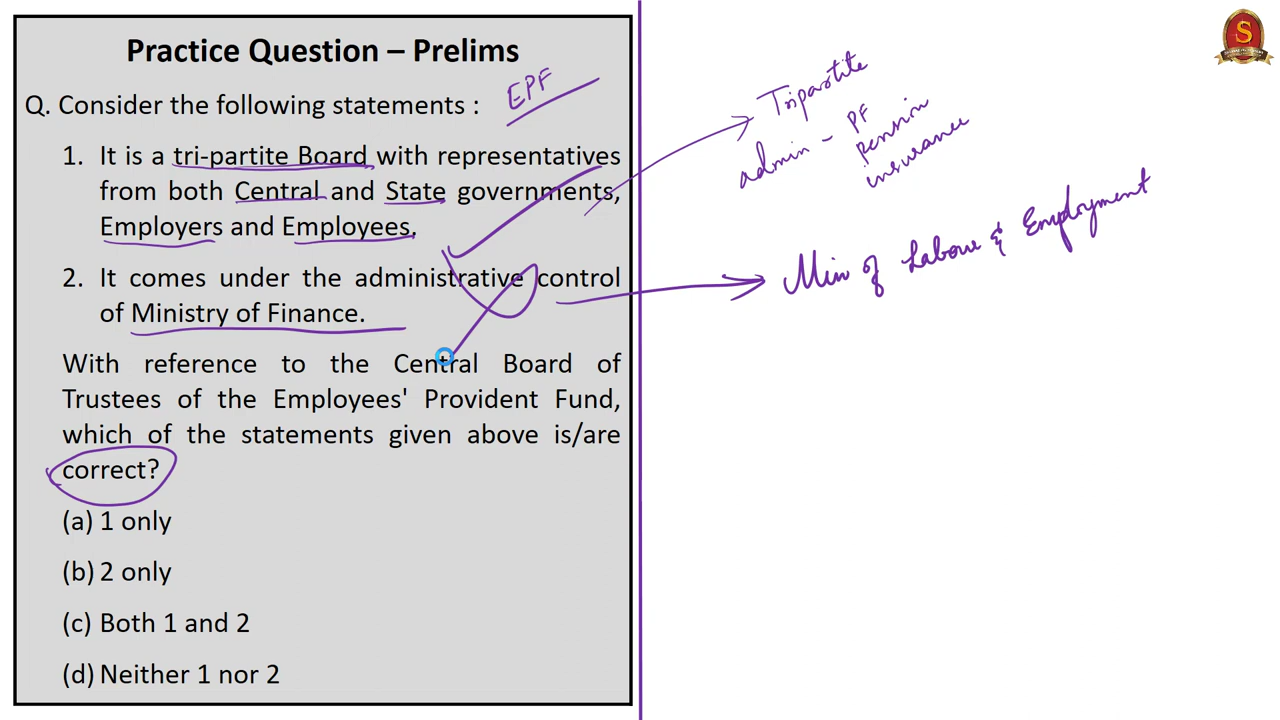 Practice Question – Prelims
Q. Consider the following statements :
EPF
1. It is a tri-partite Board with representatives
from both Central and State governments,
Employers and Employees.
2. It comes under the administrative control
of Ministry of Finance.
With reference to the Central Board of
Trustees of the Employees' Provident Fund,
which of the statements given above is/are
correct?
(a) 1 only
(b) 2 only
(c) Both 1 and 2
(d) Neither 1 nor 2
Tripartite
admin - PF
pension
insurance
Min of Labour & Employment
S